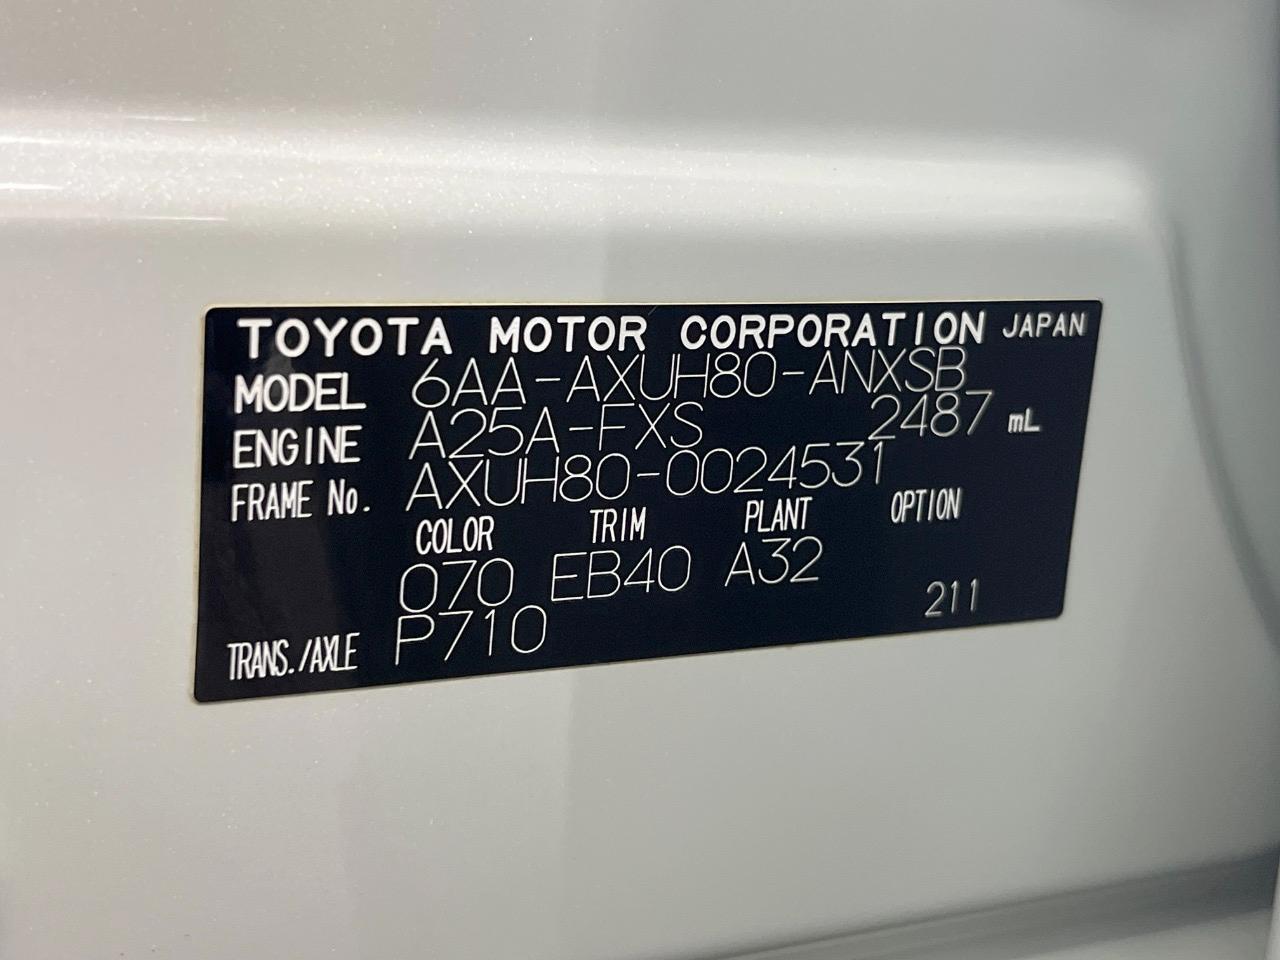 TOYOTA MOTOR CORPORATION JAPAN
MODEL 6AA-AXUH80-ANXSB
ENGINE A25A-FXS 2487 mL
FRAME No. AXUH80-0024531
COLOR TRIM PLANT OPTION
070 EB40 A32
TRANS./AXLE P710 211